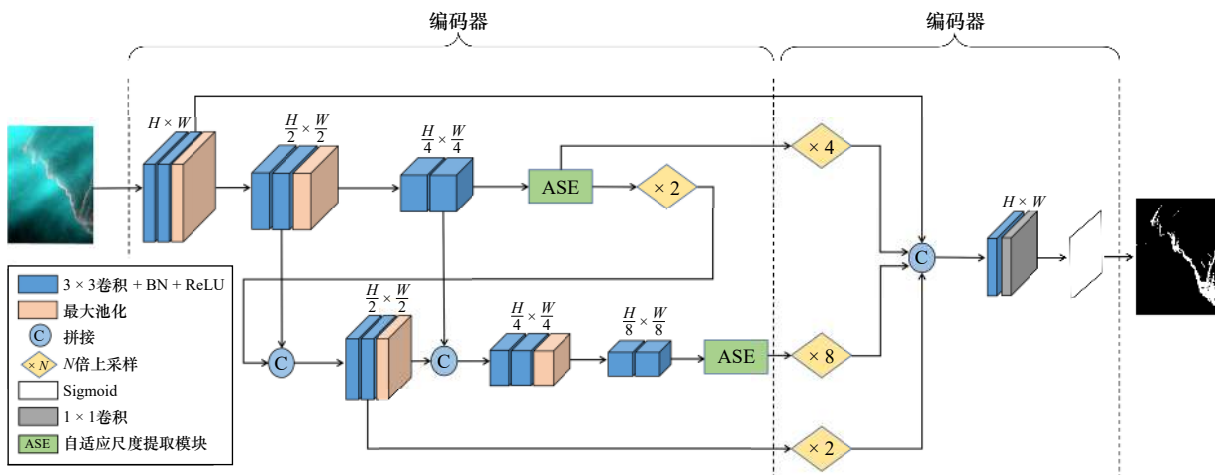 编码器
编码器
H × W
H/2 × W/2
H/4 × W/4
ASE
× 2
× 4
H × W
C
H/2 × W/2
H/4 × W/4
H/8 × W/8
C
C
ASE
× 8
× 2
3 × 3卷积 + BN + ReLU
最大池化
C 拼接
× N N倍上采样
Sigmoid
1 × 1卷积
ASE 自适应尺度提取模块